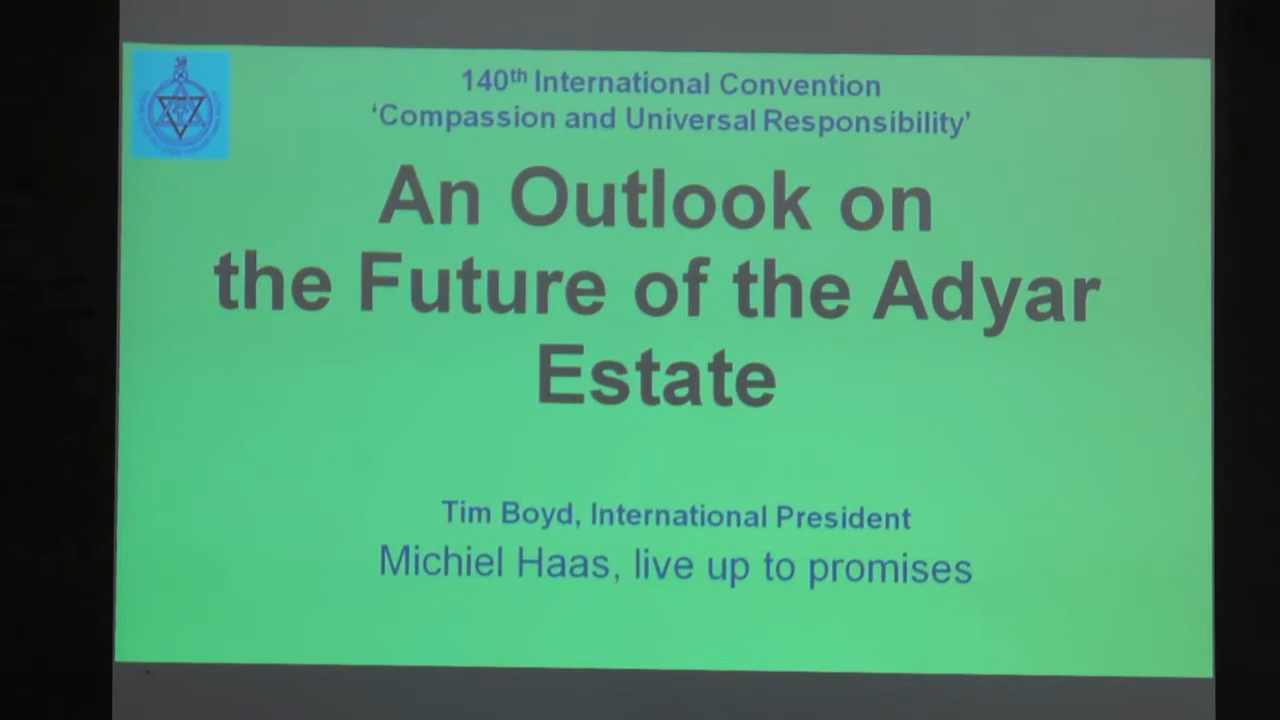 140th International Convention
‘Compassion and Universal Responsibility’
An Outlook on
the Future of the Adyar
Estate
Tim Boyd, International President
Michiel Haas, live up to promises